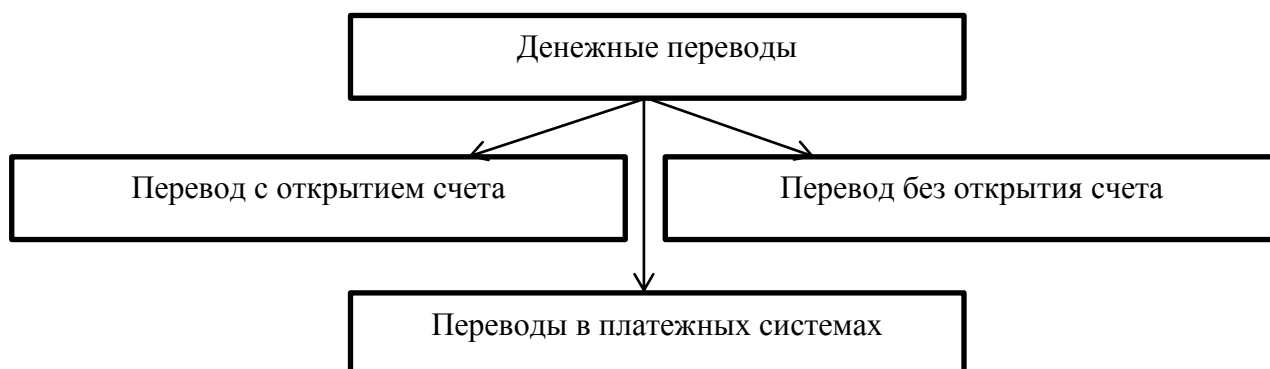 Денежные переводы
Перевод с открытием счета
Перевод без открытия счета
Переводы в платежных системах